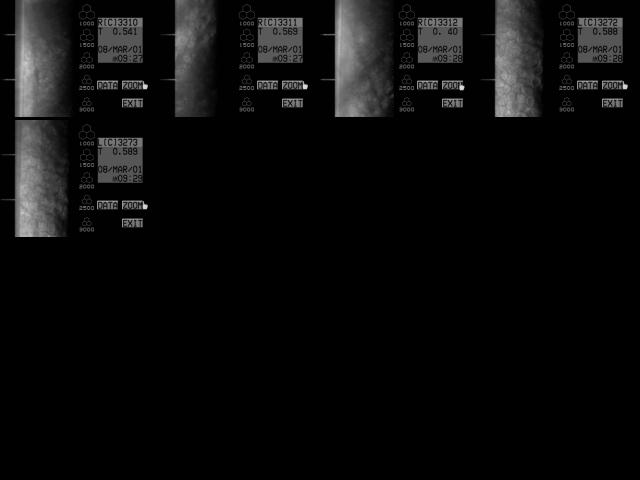 1000
R(C)3310
T 0.541
1500
08/MAR/01
09:27
2000
2500
DATA ZOOM
EXIT
3000
1000
R(C)3311
T 0.569
1500
08/MAR/01
09:27
2000
2500
DATA ZOOM
EXIT
3000
1000
R(C)3312
T 0. 40
1500
08/MAR/01
09:28
2000
2500
DATA ZOOM
EXIT
3000
1000
L(C)3272
T 0.588
1500
08/MAR/01
09:28
2000
2500
DATA ZOOM
EXIT
3000
1000
L(C)3273
T 0.589
1500
08/MAR/01
09:29
2000
2500
DATA ZOOM
EXIT
3000